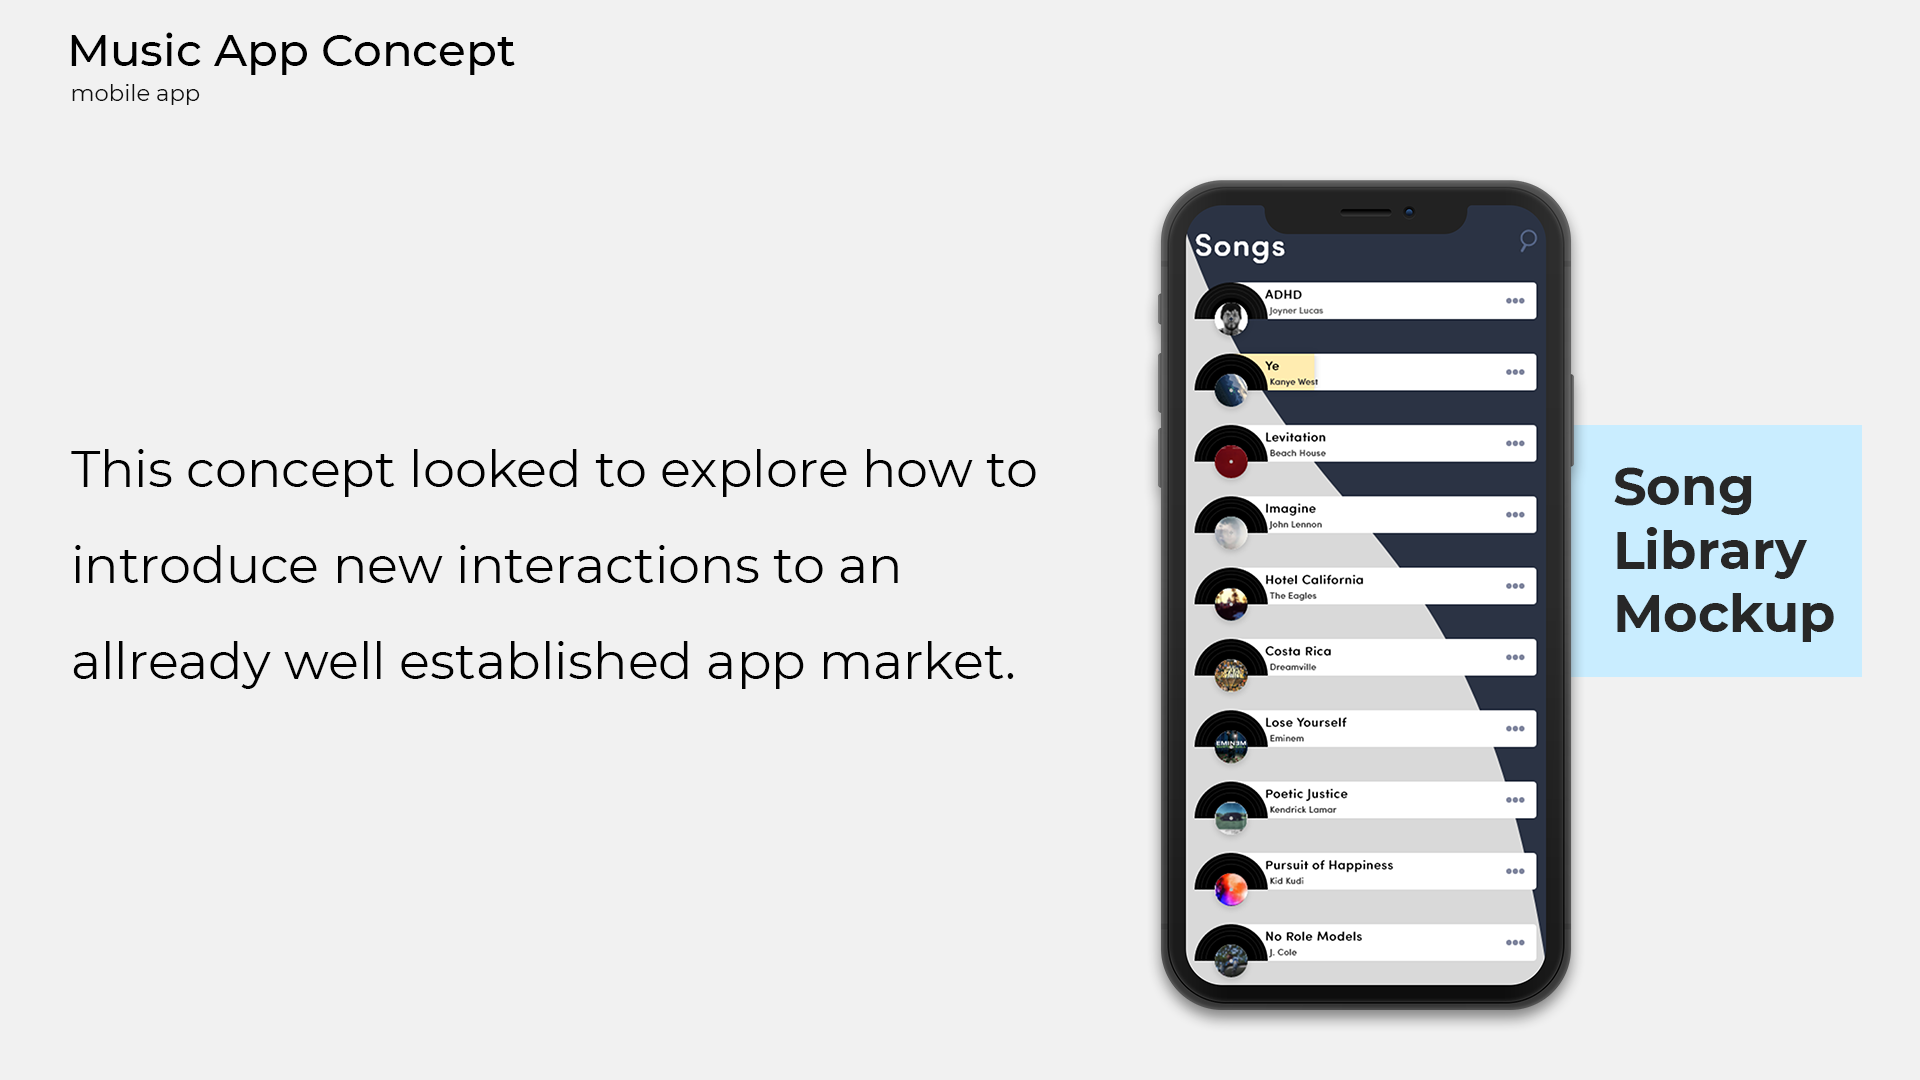 Music App Concept
mobile app
This concept looked to explore how to
introduce new interactions to an
allready well established app market.
Songs
ADHD
Joyner Lucas
Ye
Kanye West
Levitation
Beach House
Imagine
John Lennon
Hotel California
The Eagles
Costa Rica
Dreamville
Lose Yourself
Eminem
EMINEM
Poetic Justice
Kendrick Lamar
Pursuit of Happiness
Kid Kudi
No Role Models
J. Cole
Song
Library
Mockup